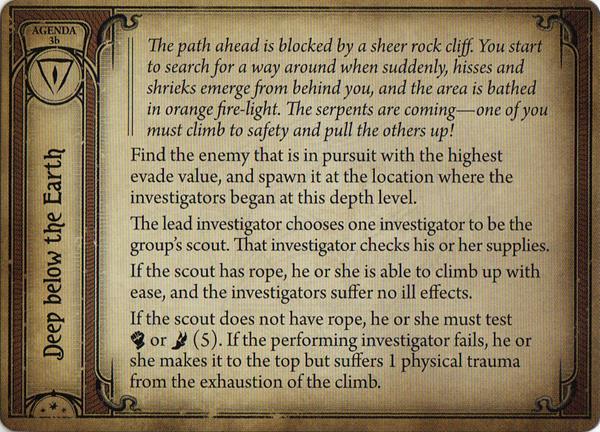 AGENDA
3b
Deep below the Earth
The path ahead is blocked by a sheer rock cliff. You start
to search for a way around when suddenly, hisses and
shrieks emerge from behind you, and the area is bathed
in orange fire-light. The serpents are coming—one of you
must climb to safety and pull the others up!
Find the enemy that is in pursuit with the highest
evade value, and spawn it at the location where the
investigators began at this depth level.
The lead investigator chooses one investigator to be the
group's scout. That investigator checks his or her supplies.
If the scout has rope, he or she is able to climb up with
ease, and the investigators suffer no ill effects.
If the scout does not have rope, he or she must test
or (5). If the performing investigator fails, he or
she makes it to the top but suffers 1 physical trauma
from the exhaustion of the climb.